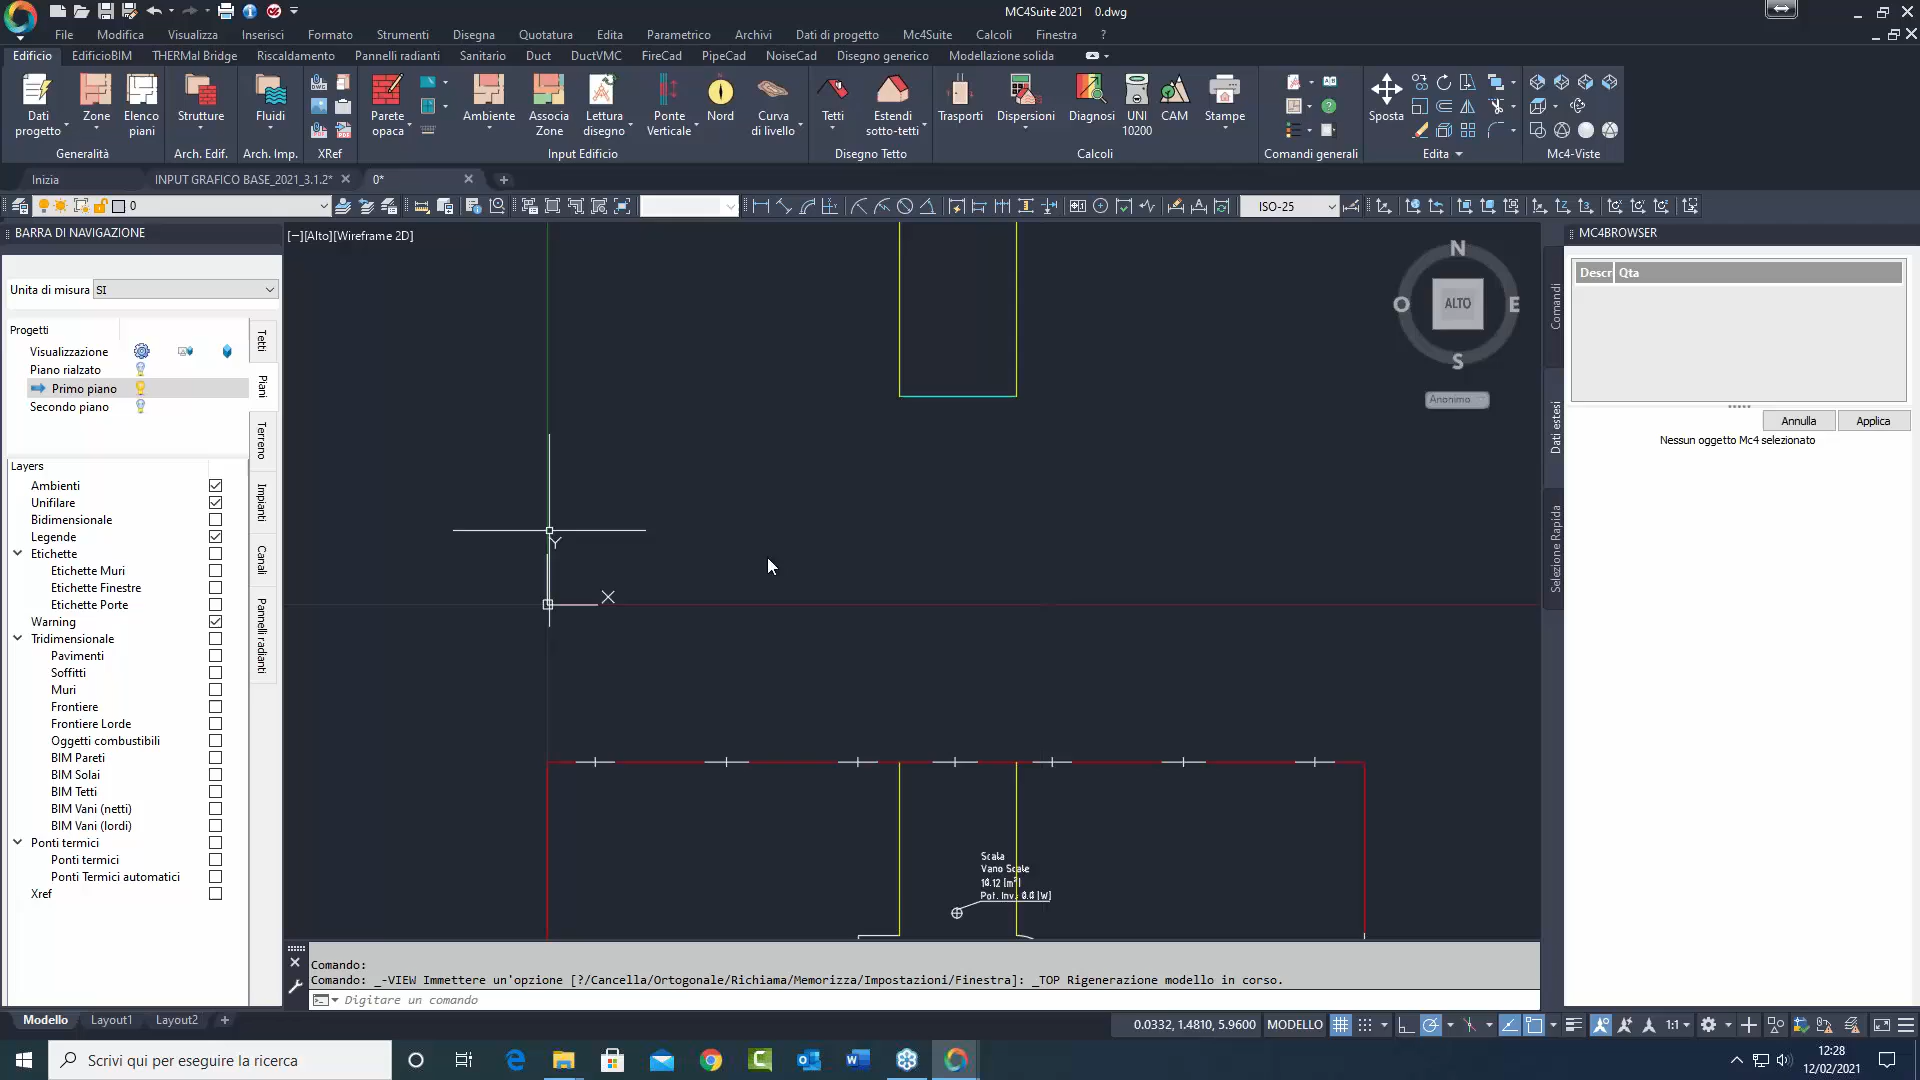 MC4Suite 2021 0.dwg
File Modifica Visualizza Inserisci Formato Strumenti Disegna Quotatura Edita Parametrico Archivi Dati di progetto MC4Suite Calcoli Finestra ?
Edificio EdificioBIM THERMal Bridge Riscaldamento Pannelli radianti Sanitario Duct DuctVMC FireCad PipeCad NoiseCad Disegno generico Modellazione solida
Dati progetto Zone Elenco piani Strutture Fluidi Parete opaca Ambiente Associa Zone Lettura disegno Ponte Verticale Nord Curva di livello Tetti Estendi sotto-tetti Trasporti Dispersioni Diagnosi UNI 10200 CAM Stampe Sposta
Generalità Arch. Edif. Arch. Imp. XRef Input Edificio Disegno Tetto Calcoli Comandi generali Edita Mc4-Viste
Inizia INPUT GRAFICO BASE_2021_3.1.2* 0*
0 ISO-25
BARRA DI NAVIGAZIONE
Unita di misura SI
Progetti
Visualizzazione
Piano rialzato
Primo piano
Secondo piano
Layers
Ambienti
Unifilare
Bidimensionale
Legende
Etichette
Etichette Muri
Etichette Finestre
Etichette Porte
Warning
Tridimensionale
Pavimenti
Soffitti
Muri
Frontiere
Frontiere Lorde
Oggetti combustibili
BIM Pareti
BIM Solai
BIM Tetti
BIM Vani (netti)
BIM Vani (lordi)
Ponti termici
Ponti termici
Ponti Termici automatici
Xref
Tetti
Piani
Terreno
Impianti
Canali
Pannelli radianti
[−][Alto][Wireframe 2D]
Y
X
N
O ALTO E
S
Anonimo
Scala
Vano Scale
Comandi
Dati estesi
Selezione Rapida
MC4BROWSER
Descr Qta
Annulla Applica
Nessun oggetto Mc4 selezionato
Comando:
Comando: _-VIEW Immettere un'opzione [?/Cancella/Ortogonale/Richiama/Memorizza/Impostazioni/Finestra]: _TOP Rigenerazione modello in corso.
Digitare un comando
Modello Layout1 Layout2 +
0.0332, 1.4810, 5.9600 MODELLO 1:1
Scrivi qui per eseguire la ricerca
12:28
12/02/2021